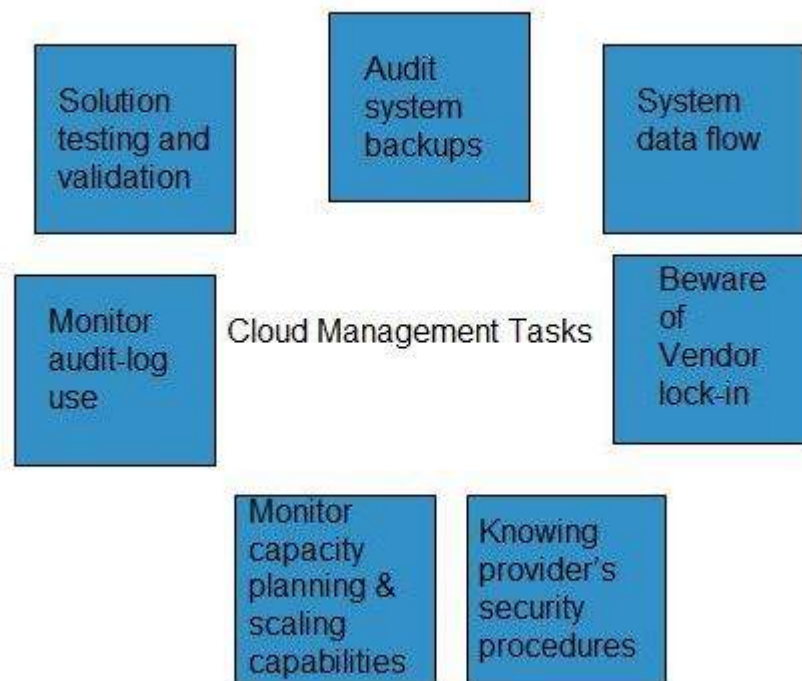 Solution
testing and
validation
Audit
system
backups
System
data flow
Monitor
audit-log
use
Cloud Management Tasks
Beware
of
Vendor
lock-in
Monitor
capacity
planning &
scaling
capabilities
Knowing
provider’s
security
procedures